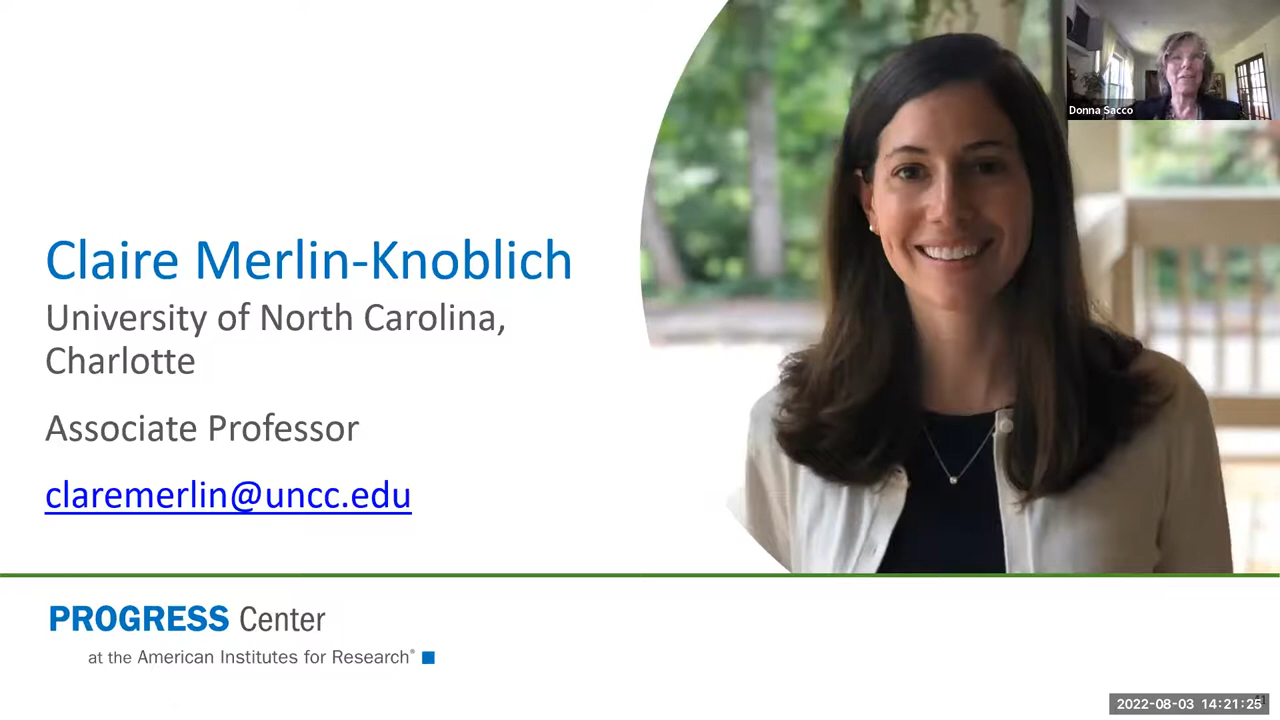 Donna Sacco
Claire Merlin-Knoblich
University of North Carolina,
Charlotte
Associate Professor
claremerlin@uncc.edu
PROGRESS Center
at the American Institutes for Research®
2022-08-03 14:21:25